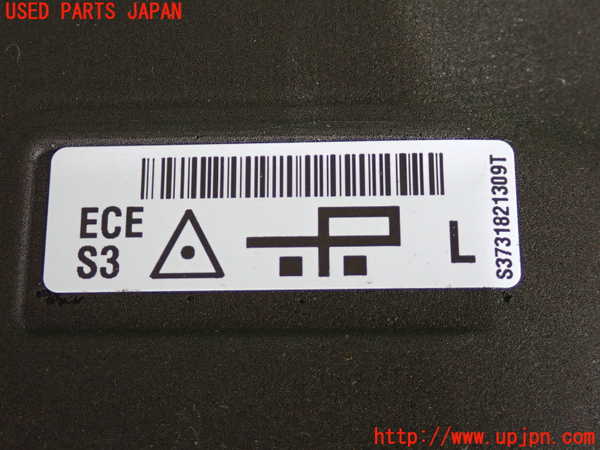 USED PARTS JAPAN
ECE
S3
L
S3731821309T
http://www.upjpn.com/